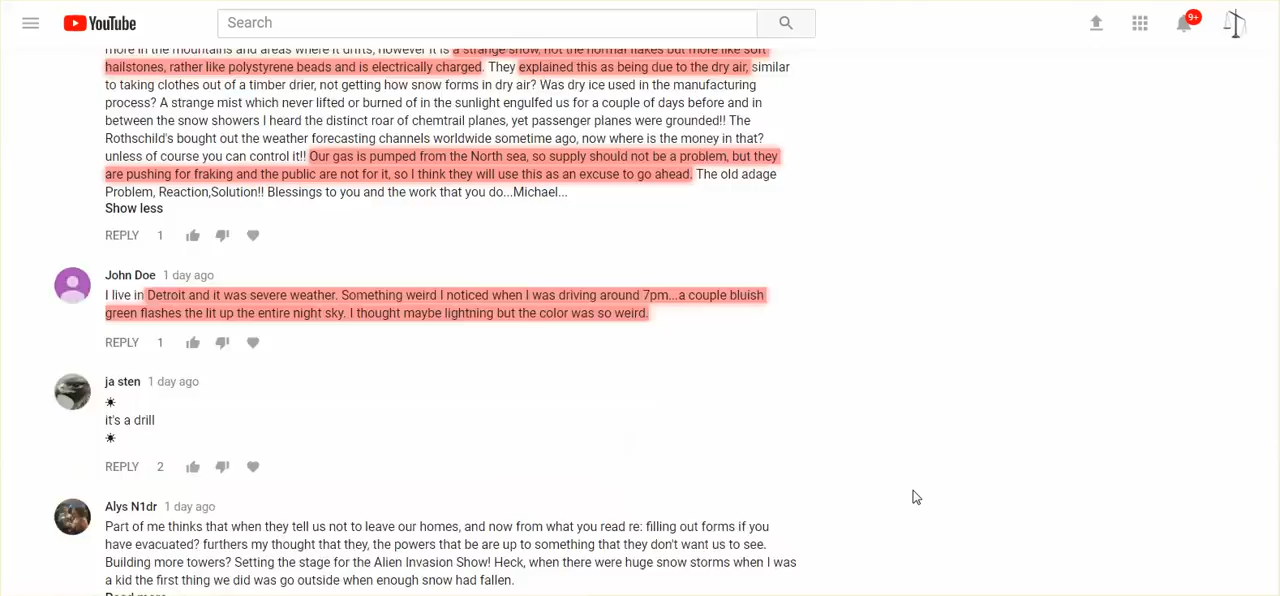 YouTube
Search
9+
more in the mountains and areas where it drifts, however it is a strange snow, not the normal flakes but more like soft
hailstones, rather like polystyrene beads and is electrically charged. They explained this as being due to the dry air, similar
to taking clothes out of a timber drier, not getting how snow forms in dry air? Was dry ice used in the manufacturing
process? A strange mist which never lifted or burned of in the sunlight engulfed us for a couple of days before and in
between the snow showers I heard the distinct roar of chemtrail planes, yet passenger planes were grounded!! The
Rothschild's bought out the weather forecasting channels worldwide sometime ago, now where is the money in that?
unless of course you can control it!! Our gas is pumped from the North sea, so supply should not be a problem, but they
are pushing for fraking and the public are not for it, so I think they will use this as an excuse to go ahead. The old adage
Problem, Reaction,Solution!! Blessings to you and the work that you do...Michael...
Show less
REPLY 1
John Doe 1 day ago
I live in Detroit and it was severe weather. Something weird I noticed when I was driving around 7pm...a couple bluish
green flashes the lit up the entire night sky. I thought maybe lightning but the color was so weird.
REPLY 1
ja sten 1 day ago
☀
it's a drill
☀
REPLY 2
Alys N1dr 1 day ago
Part of me thinks that when they tell us not to leave our homes, and now from what you read re: filling out forms if you
have evacuated? furthers my thought that they, the powers that be are up to something that they don't want us to see.
Building more towers? Setting the stage for the Alien Invasion Show! Heck, when there were huge snow storms when I was
a kid the first thing we did was go outside when enough snow had fallen.
Read more